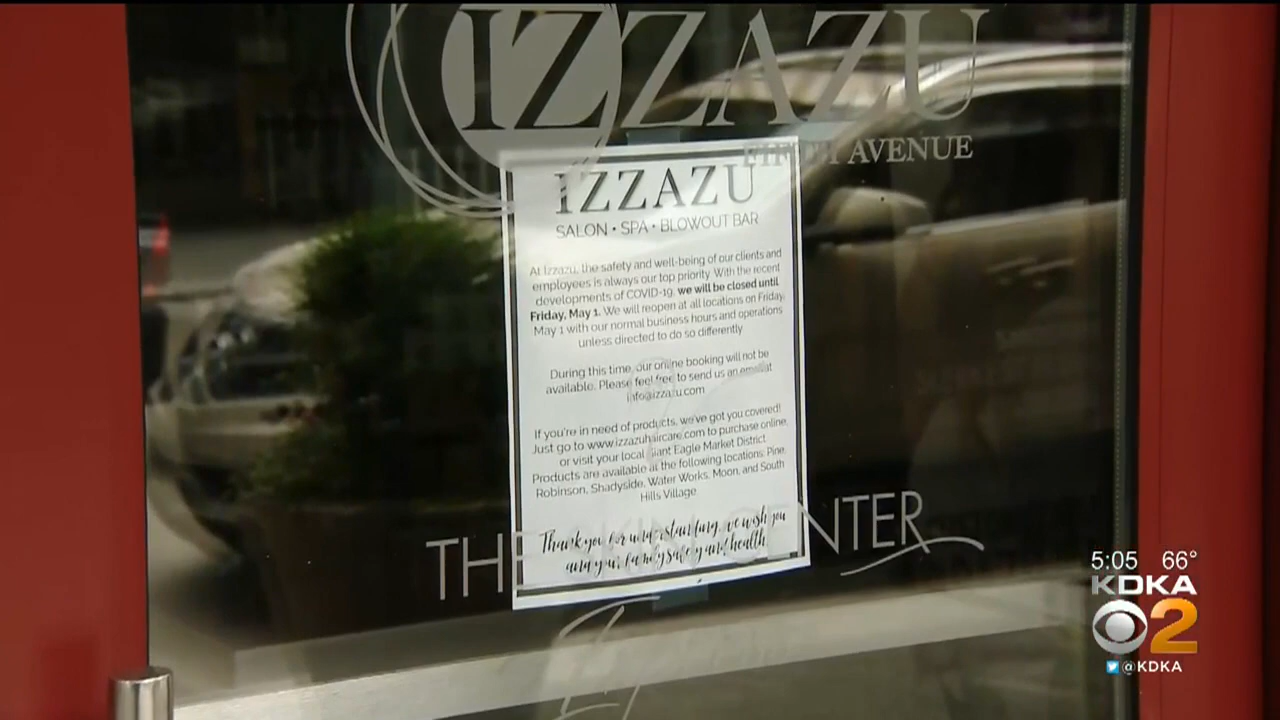 IZZAZU
FIFTH AVENUE
IZZAZU
SALON • SPA • BLOWOUT BAR
At Izzazu, the safety and well-being of our clients and
employees is always our top priority. With the recent
developments of COVID-19, we will be closed until
Friday, May 1. We will reopen at all locations on Friday,
May 1 with our normal business hours and operations
unless directed to do so differently
During this time, our online booking will not be
available. Please feel free to send us an email at
info@izzazu.com
If you're in need of products, we've got you covered!
Just go to www.izzazuhaircare.com to purchase online,
or visit your local Giant Eagle Market District.
Products are available at the following locations: Pine,
Robinson, Shadyside, Water Works, Moon, and South
Hills Village
Thank you for understanding, we wish you
and your family safety and health.
THE SKIN CENTER
5:05 66°
KDKA
2
@KDKA